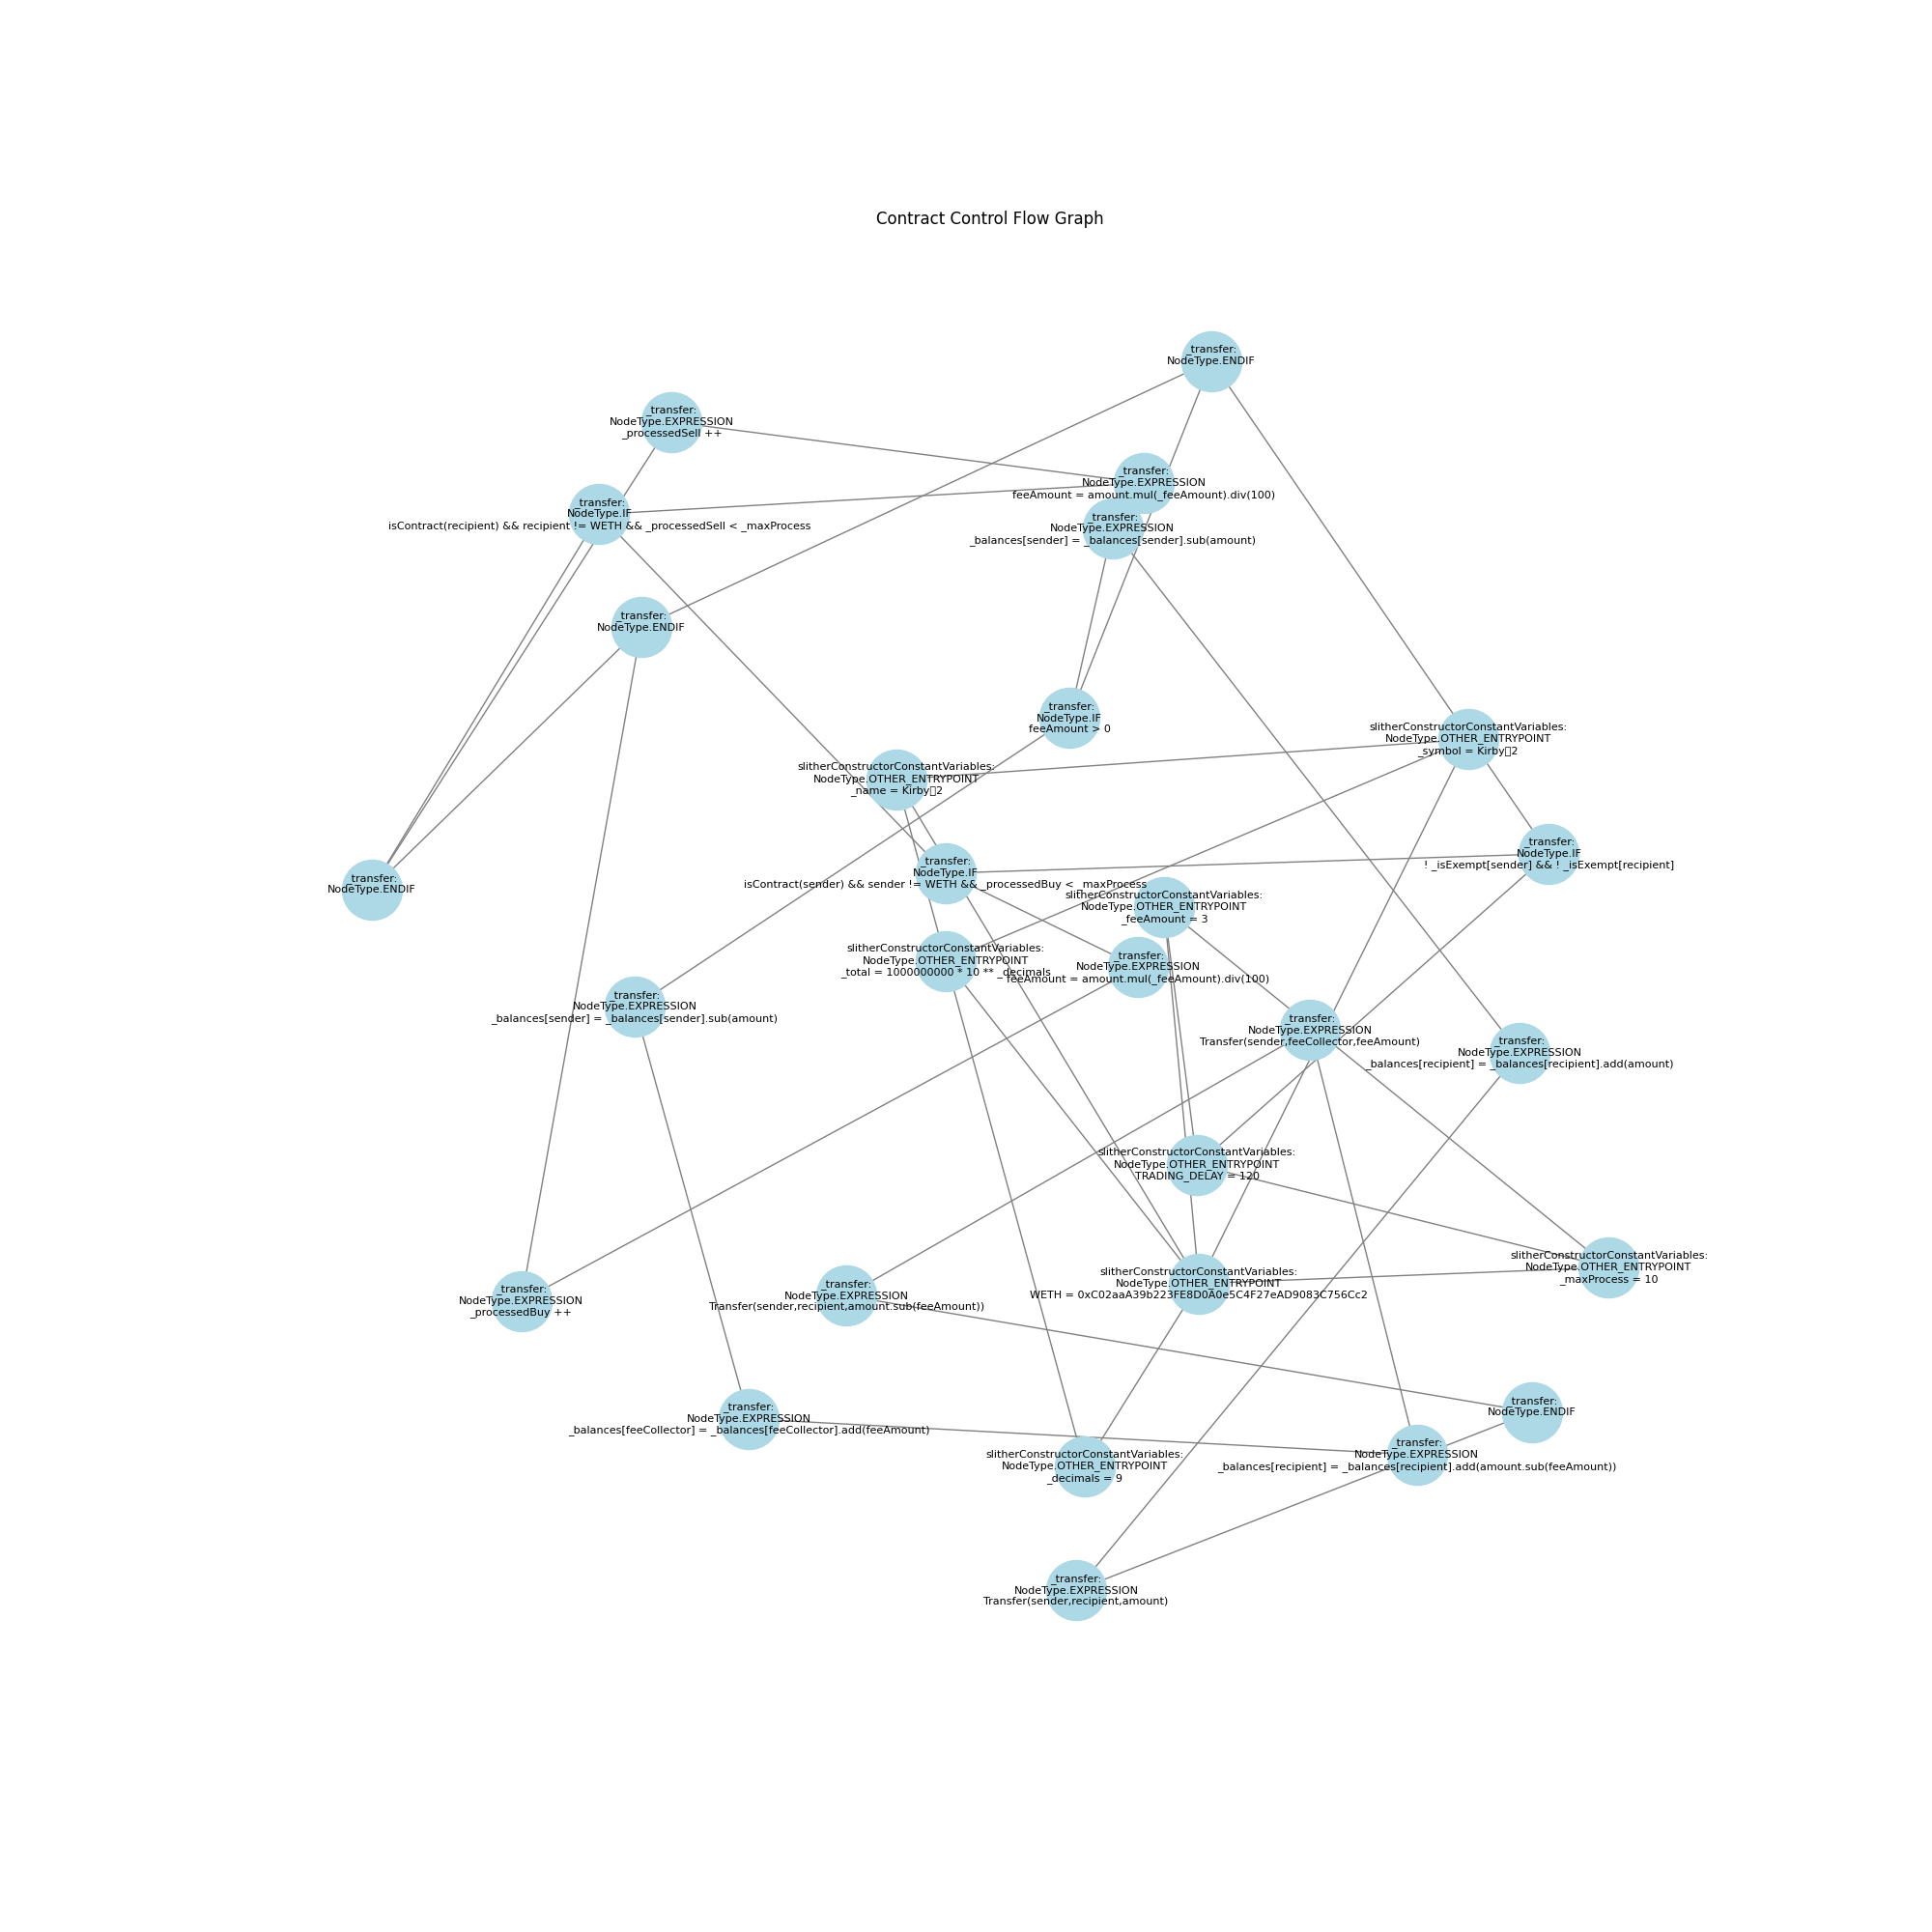 Contract Control Flow Graph
_transfer:
NodeType.ENDIF
_transfer:
NodeType.EXPRESSION
_processedSell ++
_transfer:
NodeType.EXPRESSION
feeAmount = amount.mul(_feeAmount).div(100)
_transfer:
NodeType.IF
isContract(recipient) && recipient != WETH && _processedSell < _maxProcess
_transfer:
NodeType.EXPRESSION
_balances[sender] = _balances[sender].sub(amount)
_transfer:
NodeType.ENDIF
_transfer:
NodeType.IF
feeAmount > 0
slitherConstructorConstantVariables:
NodeType.OTHER_ENTRYPOINT
_symbol = Kirby▯2
slitherConstructorConstantVariables:
NodeType.OTHER_ENTRYPOINT
_name = Kirby▯2
_transfer:
NodeType.IF
! _isExempt[sender] && ! _isExempt[recipient]
_transfer:
NodeType.IF
isContract(sender) && sender != WETH && _processedBuy < _maxProcess
_transfer:
NodeType.ENDIF
slitherConstructorConstantVariables:
NodeType.OTHER_ENTRYPOINT
_feeAmount = 3
slitherConstructorConstantVariables:
NodeType.OTHER_ENTRYPOINT
_total = 1000000000 * 10 ** _decimals
_transfer:
NodeType.EXPRESSION
feeAmount = amount.mul(_feeAmount).div(100)
_transfer:
NodeType.EXPRESSION
_balances[sender] = _balances[sender].sub(amount)
_transfer:
NodeType.EXPRESSION
Transfer(sender,feeCollector,feeAmount)
_transfer:
NodeType.EXPRESSION
_balances[recipient] = _balances[recipient].add(amount)
slitherConstructorConstantVariables:
NodeType.OTHER_ENTRYPOINT
TRADING_DELAY = 120
slitherConstructorConstantVariables:
NodeType.OTHER_ENTRYPOINT
_maxProcess = 10
slitherConstructorConstantVariables:
NodeType.OTHER_ENTRYPOINT
WETH = 0xC02aaA39b223FE8D0A0e5C4F27eAD9083C756Cc2
_transfer:
NodeType.EXPRESSION
_processedBuy ++
_transfer:
NodeType.EXPRESSION
Transfer(sender,recipient,amount.sub(feeAmount))
_transfer:
NodeType.ENDIF
_transfer:
NodeType.EXPRESSION
_balances[feeCollector] = _balances[feeCollector].add(feeAmount)
_transfer:
NodeType.EXPRESSION
_balances[recipient] = _balances[recipient].add(amount.sub(feeAmount))
slitherConstructorConstantVariables:
NodeType.OTHER_ENTRYPOINT
_decimals = 9
_transfer:
NodeType.EXPRESSION
Transfer(sender,recipient,amount)